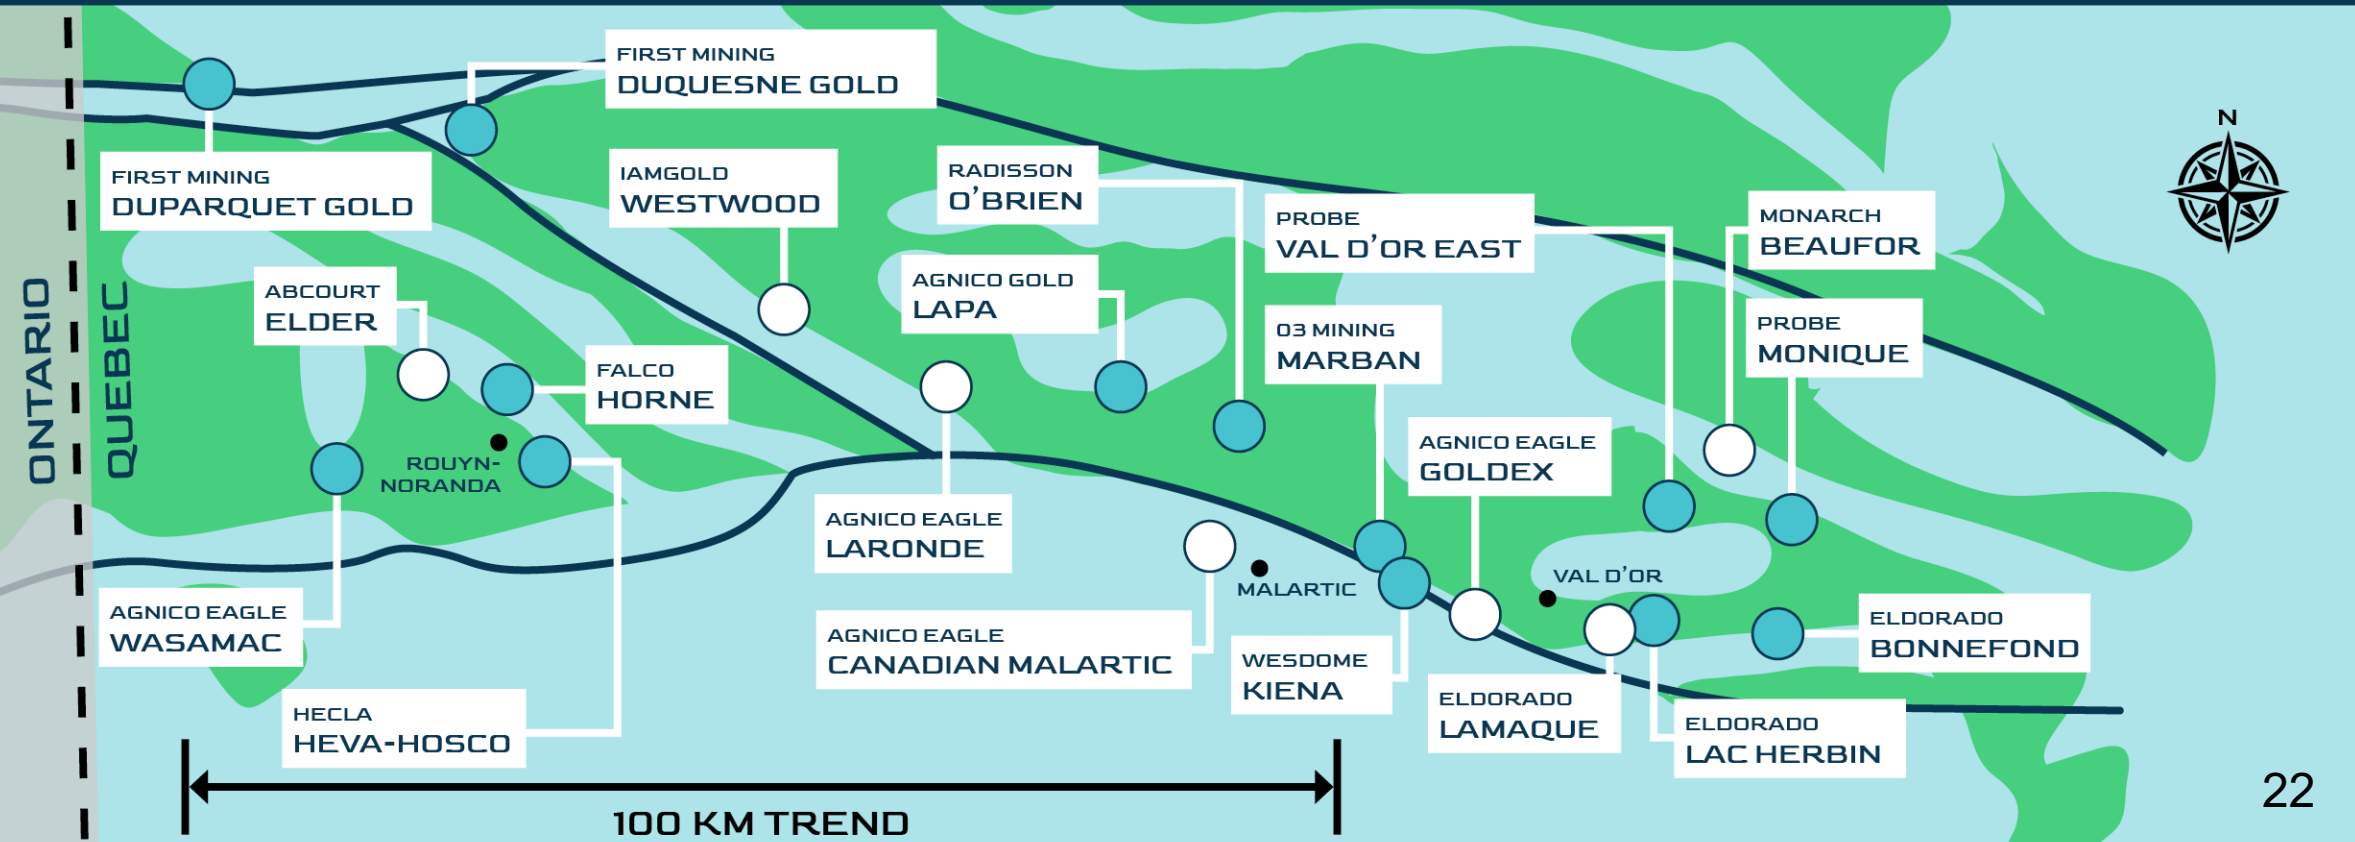 FIRST MINING
DUQUESNE GOLD
N
FIRST MINING
DUPARQUET GOLD
IAMGOLD
WESTWOOD
RADISSON
O'BRIEN
PROBE
VAL D'OR EAST
MONARCH
BEAUFOR
ONTARIO
QUEBEC
ABCOURT
ELDER
AGNICO GOLD
LAPA
03 MINING
MARBAN
PROBE
MONIQUE
FALCO
HORNE
ROUYN-
NORANDA
AGNICO EAGLE
GOLDEX
AGNICO EAGLE
LARONDE
MALARTIC
VAL D'OR
AGNICO EAGLE
WASAMAC
AGNICO EAGLE
CANADIAN MALARTIC
WESDOME
KIENA
ELDORADO
BONNEFOND
HECLA
HEVA-HOSCO
ELDORADO
LAMAQUE
ELDORADO
LAC HERBIN
100 KM TREND
22